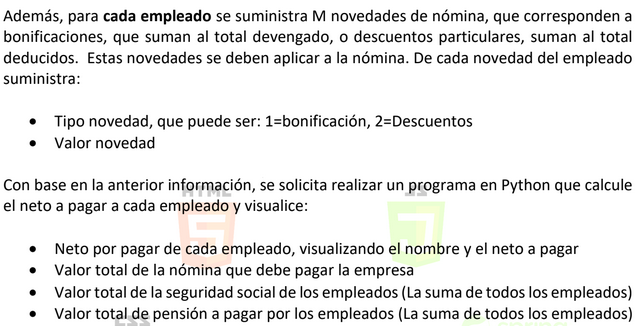 Además, para cada empleado se suministra M novedades de nómina, que corresponden a
bonificaciones, que suman al total devengado, o descuentos particulares, suman al total
deducidos. Estas novedades se deben aplicar a la nómina. De cada novedad del empleado
suministra:
• Tipo novedad, que puede ser: 1=bonificación, 2=Descuentos
• Valor novedad
Con base en la anterior información, se solicita realizar un programa en Python que calcule
el neto a pagar a cada empleado y visualice:
• Neto por pagar de cada empleado, visualizando el nombre y el neto a pagar
• Valor total de la nómina que debe pagar la empresa
• Valor total de la seguridad social de los empleados (La suma de todos los empleados)
• Valor total de pensión a pagar por los empleados (La suma de todos los empleados)